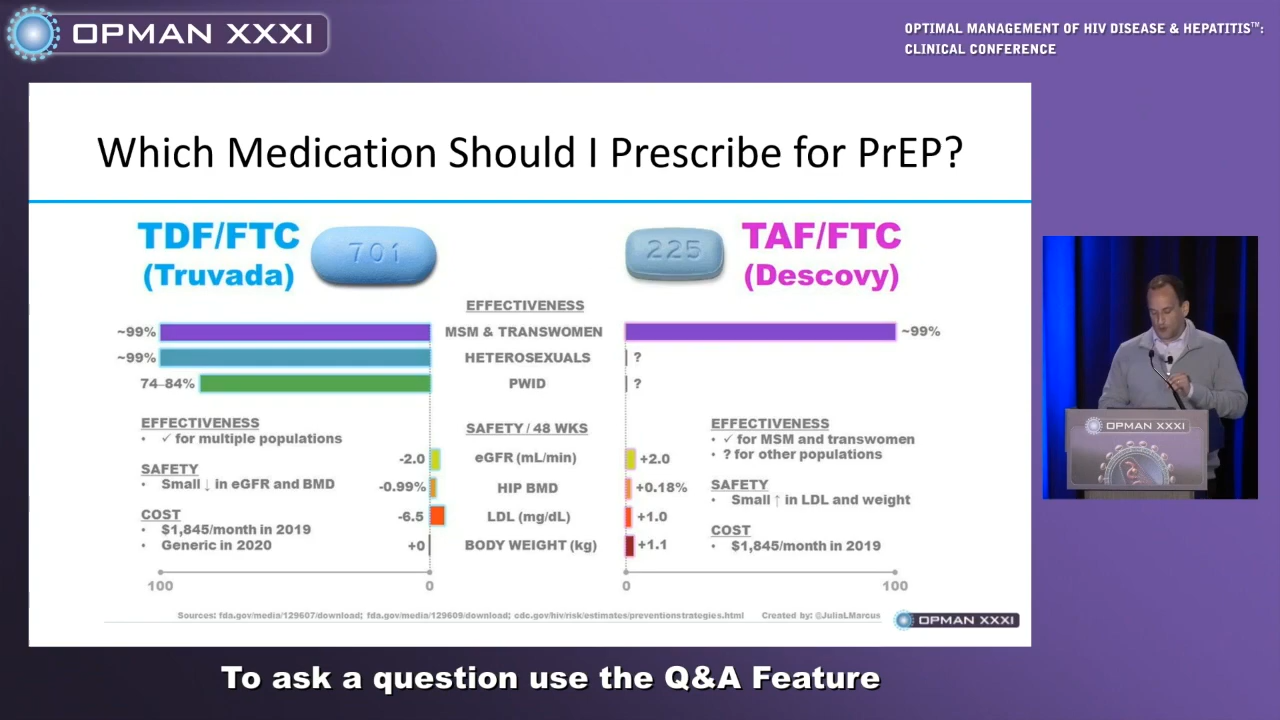 OPMAN XXXI
OPTIMAL MANAGEMENT OF HIV DISEASE & HEPATITIS™:
CLINICAL CONFERENCE
Which Medication Should I Prescribe for PrEP?
TDF/FTC
(Truvada)
701
225
TAF/FTC
(Descovy)
EFFECTIVENESS
~99% MSM & TRANSWOMEN ~99%
~99% HETEROSEXUALS ?
74-84% PWID ?
EFFECTIVENESS
• ✓ for multiple populations
SAFETY
• Small ↓ in eGFR and BMD
COST
• $1,845/month in 2019
• Generic in 2020
SAFETY / 48 WKS
-2.0 eGFR (mL/min) +2.0
-0.99% HIP BMD +0.18%
-6.5 LDL (mg/dL) +1.0
+0 BODY WEIGHT (kg) +1.1
EFFECTIVENESS
• ✓ for MSM and transwomen
• ? for other populations
SAFETY
• Small ↑ in LDL and weight
COST
• $1,845/month in 2019
100 0 0 100
Sources: fda.gov/media/129607/download; fda.gov/media/129609/download; cdc.gov/hiv/risk/estimates/preventionstrategies.html Created by: @JuliaLMarcus
OPMAN XXXI
OPMAN XXXI
To ask a question use the Q&A Feature